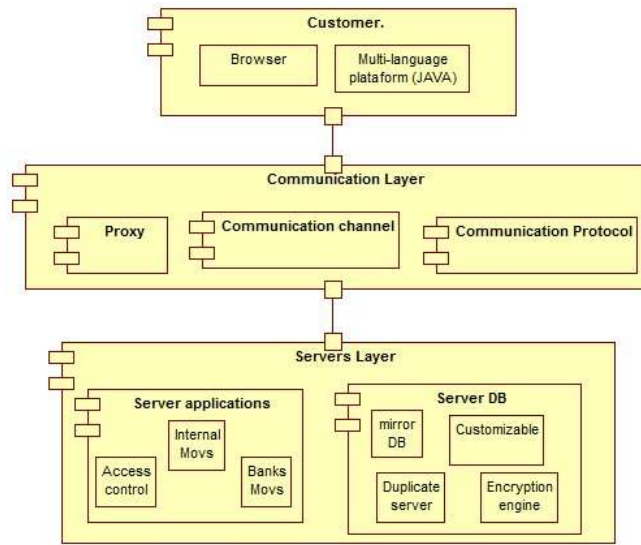 Customer.
Browser
Multi-language
plataform (JAVA)
Communication Layer
Proxy
Communication channel
Communication Protocol
Servers Layer
Server applications
Internal
Movs
Access
control
Banks
Movs
Server DB
mirror
DB
Customizable
Duplicate
server
Encryption
engine